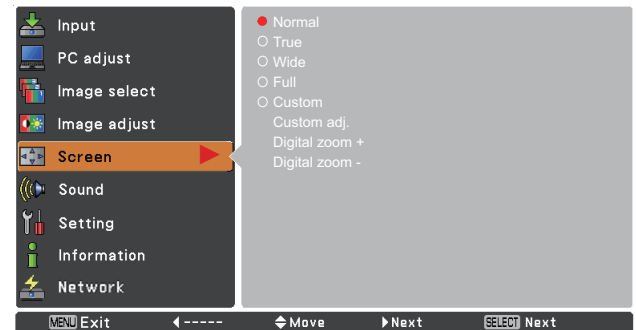 Input
PC adjust
Image select
Image adjust
Screen
Sound
Setting
Information
Network
Normal
True
Wide
Full
Custom
Custom adj.
Digital zoom +
Digital zoom -
MENU Exit ----- Move Next SELECT Next